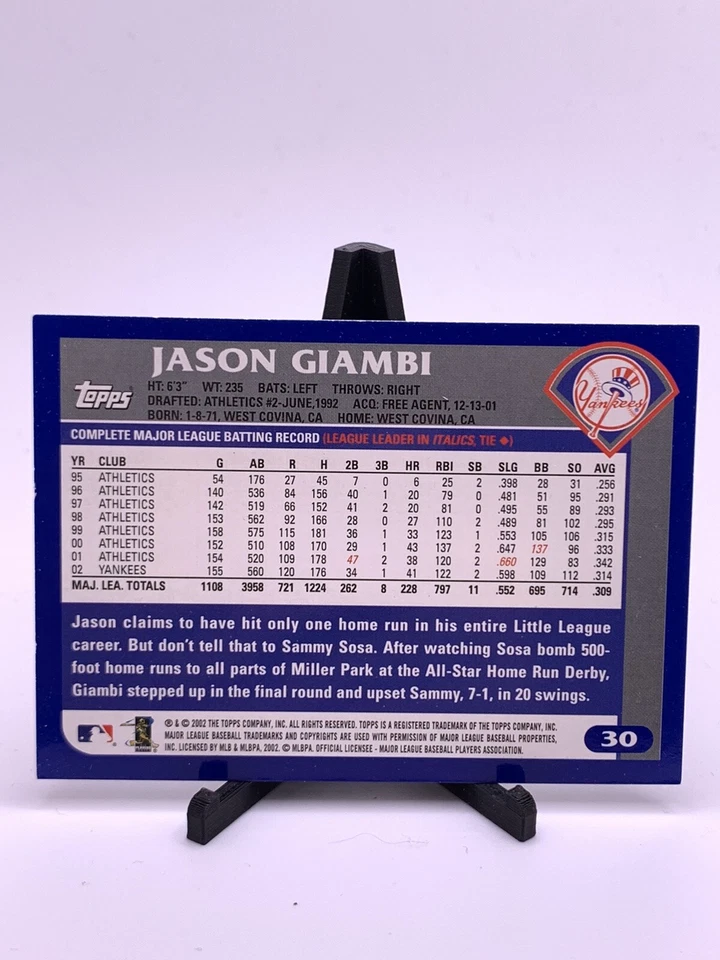 JASON GIAMBI
topps
HT: 6'3" WT: 235 BATS: LEFT THROWS: RIGHT
DRAFTED: ATHLETICS #2-JUNE,1992 ACQ: FREE AGENT, 12-13-01
BORN: 1-8-71, WEST COVINA, CA HOME: WEST COVINA, CA
Yankees
COMPLETE MAJOR LEAGUE BATTING RECORD (LEAGUE LEADER IN ITALICS, TIE ◆)
YR CLUB G AB R H 2B 3B HR RBI SB SLG BB SO AVG
95 ATHLETICS 54 176 27 45 7 0 6 25 2 .398 28 31 .256
96 ATHLETICS 140 536 84 156 40 1 20 79 0 .481 51 95 .291
97 ATHLETICS 142 519 66 152 41 2 20 81 0 .495 55 89 .293
98 ATHLETICS 153 562 92 166 28 0 27 110 2 .489 81 102 .295
99 ATHLETICS 158 575 115 181 36 1 33 123 1 .553 105 106 .315
00 ATHLETICS 152 510 108 170 29 1 43 137 2 .647 137 96 .333
01 ATHLETICS 154 520 109 178 47 2 38 120 2 .660 129 83 .342
02 YANKEES 155 560 120 176 34 1 41 122 2 .598 109 112 .314
MAJ. LEA. TOTALS 1108 3958 721 1224 262 8 228 797 11 .552 695 714 .309
Jason claims to have hit only one home run in his entire Little League
career. But don't tell that to Sammy Sosa. After watching Sosa bomb 500-
foot home runs to all parts of Miller Park at the All-Star Home Run Derby,
Giambi stepped up in the final round and upset Sammy, 7-1, in 20 swings.
® & © 2002 THE TOPPS COMPANY, INC. ALL RIGHTS RESERVED. TOPPS IS A REGISTERED TRADEMARK OF THE TOPPS COMPANY, INC.
MAJOR LEAGUE BASEBALL TRADEMARKS AND COPYRIGHTS ARE USED WITH PERMISSION OF MAJOR LEAGUE BASEBALL PROPERTIES,
INC. LICENSED BY MLB & MLBPA, 2002. © MLBPA. OFFICIAL LICENSEE - MAJOR LEAGUE BASEBALL PLAYERS ASSOCIATION.
30